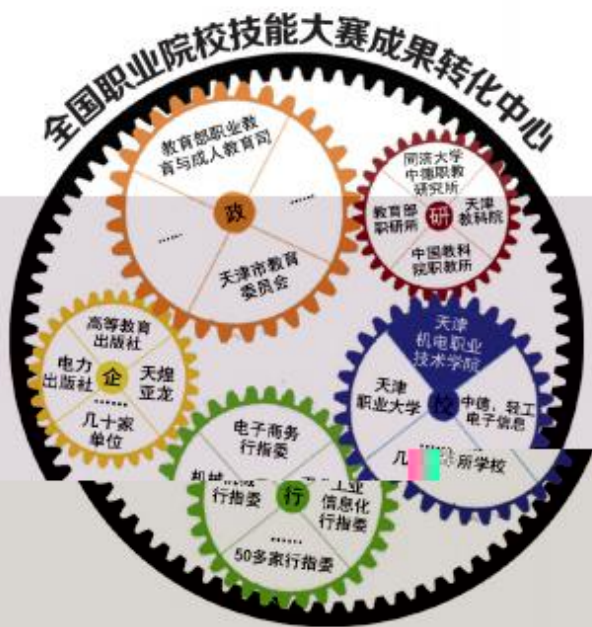 全国职业院校技能大赛成果转化中心
教育部职业教
育与成人教育司
……
……
天津市教育
委员会
政
同济大学
中德职教
研究所
教育部
职研所
研
天津
教科院
中国教科
院职教所
高等教育
出版社
电力
出版社
企
天煌
亚龙
……
几十家
单位
天津
机电职业
技术学院
天津
职业大学
校
中德、轻工
电子信息
……
几
所学校
电子商务
行指委
机械
行指委
行
工业
信息化
行指委
……
50多家行指委